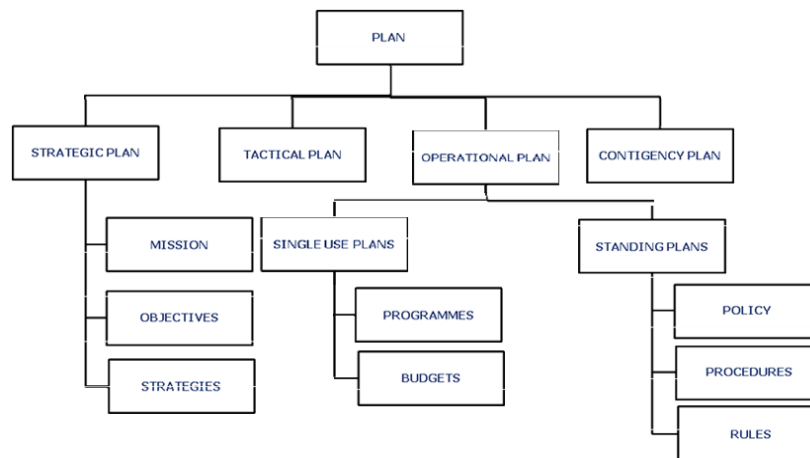 PLAN
STRATEGIC PLAN
TACTICAL PLAN
OPERATIONAL PLAN
CONTIGENCY PLAN
MISSION
SINGLE USE PLANS
STANDING PLANS
OBJECTIVES
PROGRAMMES
POLICY
STRATEGIES
BUDGETS
PROCEDURES
RULES